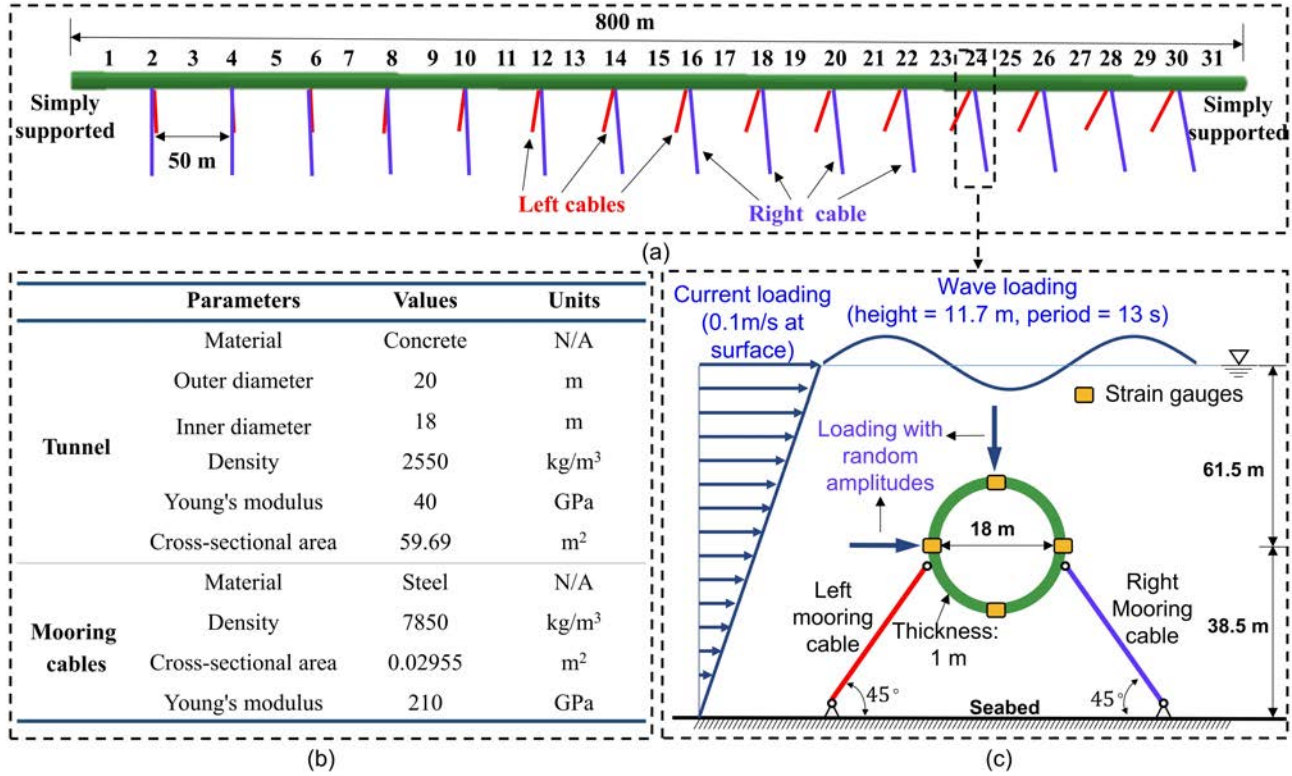 800 m
1 2 3 4 5 6 7 8 9 10 11 12 13 14 15 16 17 18 19 20 21 22 23 24 25 26 27 28 29 30 31
Simply
supported
50 m
Left cables
Right cable
Simply
supported
(a)
Parameters Values Units
Tunnel
Material Concrete N/A
Outer diameter 20 m
Inner diameter 18 m
Density 2550 kg/m³
Young's modulus 40 GPa
Cross-sectional area 59.69 m²
Mooring
cables
Material Steel N/A
Density 7850 kg/m³
Cross-sectional area 0.02955 m²
Young's modulus 210 GPa
(b)
Current loading
(0.1m/s at
surface)
Wave loading
(height = 11.7 m, period = 13 s)
Strain gauges
Loading with
random
amplitudes
61.5 m
18 m
Left
mooring
cable
Thickness:
1 m
Right
Mooring
cable
38.5 m
45°
Seabed
45°
(c)